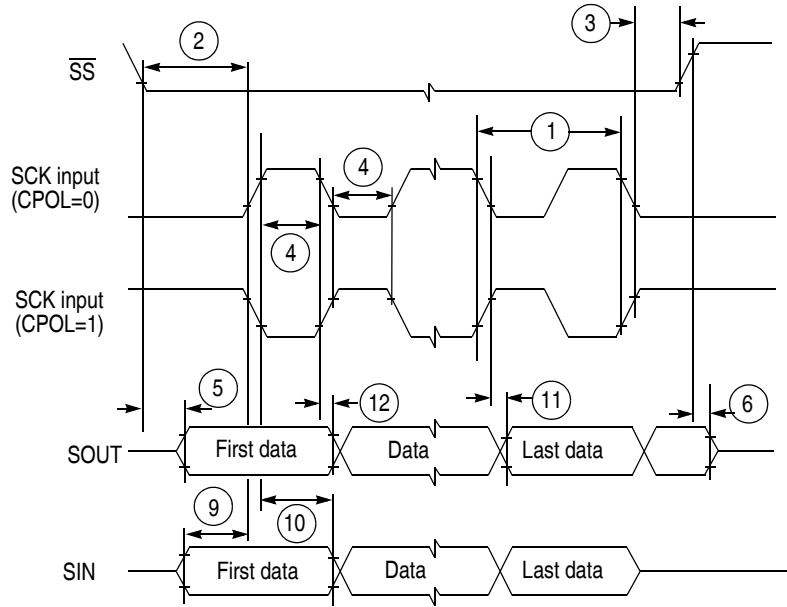 3
2
SS
1
SCK input
(CPOL=0)
4
4
SCK input
(CPOL=1)
5
12
11
6
SOUT
First data
Data
Last data
9
10
SIN
First data
Data
Last data